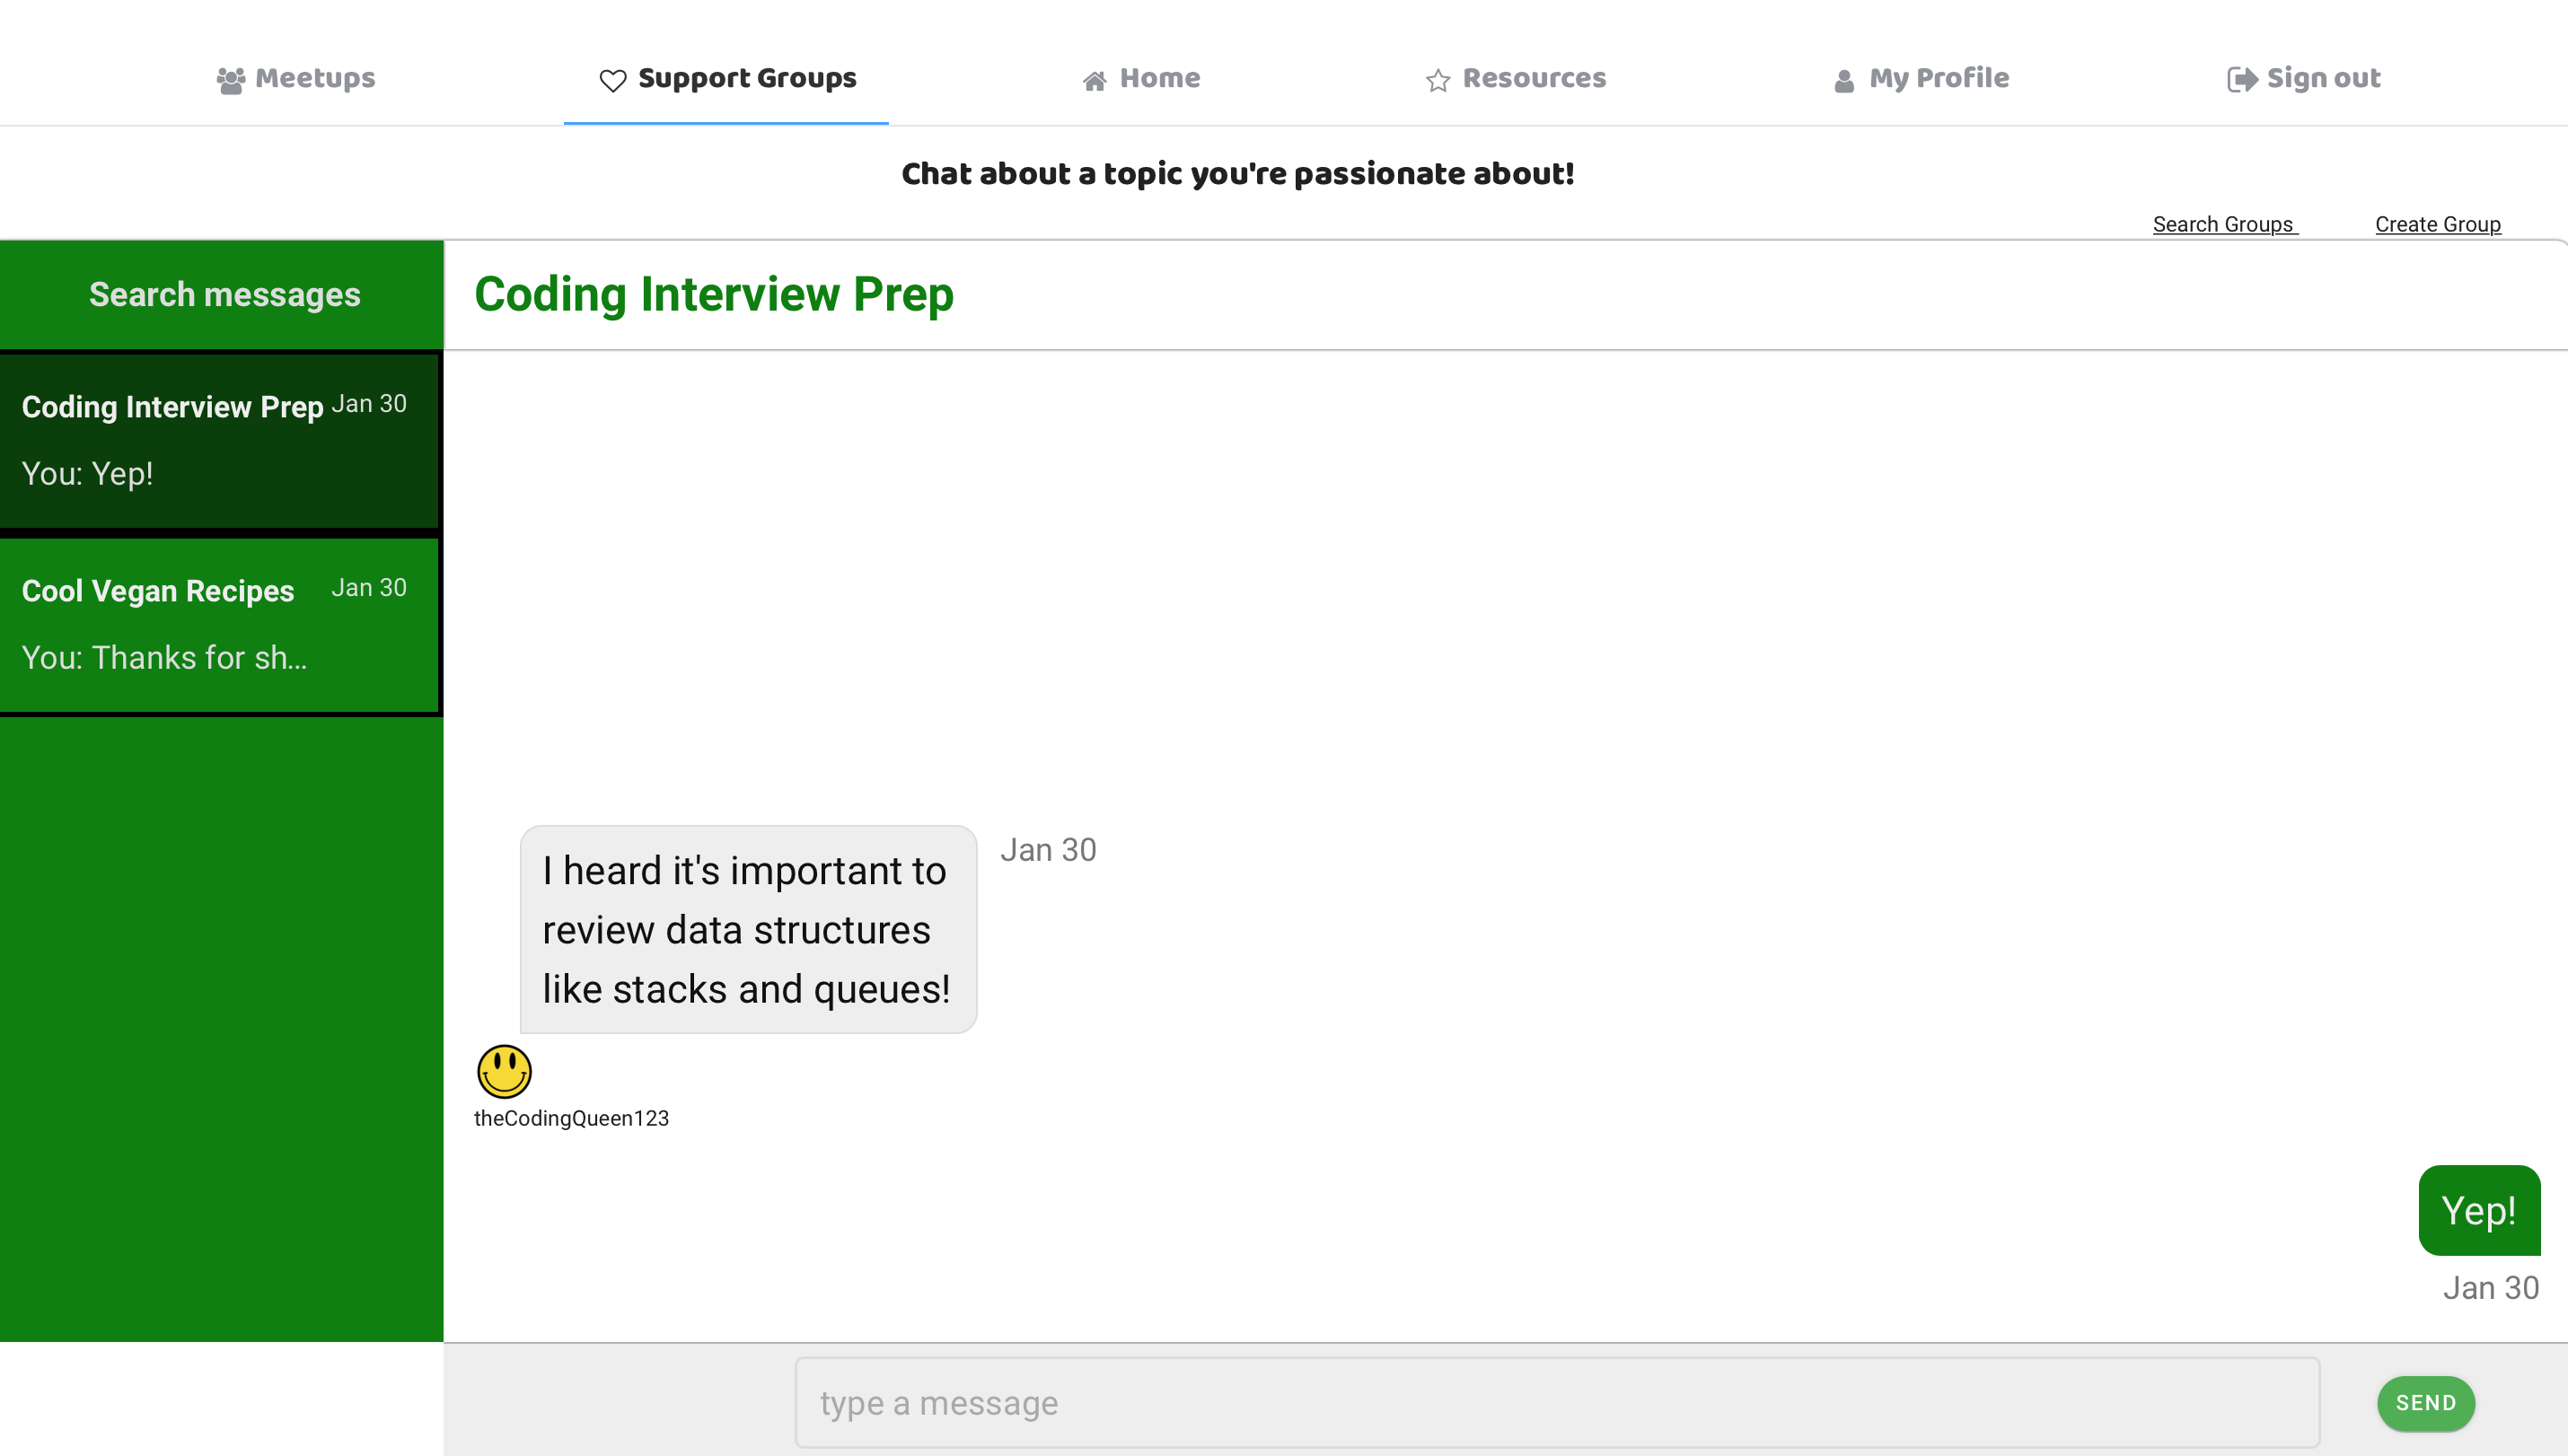 Meetups
Support Groups
Home
Resources
My Profile
Sign out
Chat about a topic you're passionate about!
Search Groups
Create Group
Search messages
Coding Interview Prep
Coding Interview Prep Jan 30
You: Yep!
Cool Vegan Recipes Jan 30
You: Thanks for sh...
I heard it's important to
review data structures
like stacks and queues!
Jan 30
theCodingQueen123
Yep!
Jan 30
type a message
SEND